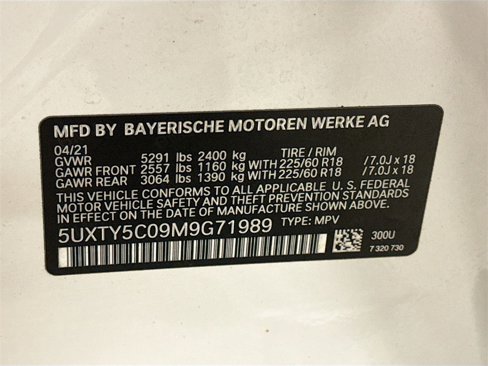 MFD BY BAYERISCHE MOTOREN WERKE AG
04/21 TIRE / RIM
GVWR 5291 lbs 2400 kg
GAWR FRONT 2557 lbs 1160 kg WITH 225/60 R18 /7.0J x 18
GAWR REAR 3064 lbs 1390 kg WITH 225/60 R18 /7.0J x 18
THIS VEHICLE CONFORMS TO ALL APPLICABLE U.S. FEDERAL
MOTOR VEHICLE SAFETY AND THEFT PREVENTION STANDARDS
IN EFFECT ON THE DATE OF MANUFACTURE SHOWN ABOVE.
5UXTY5C09M9G71989 TYPE: MPV
300U
7 320 730